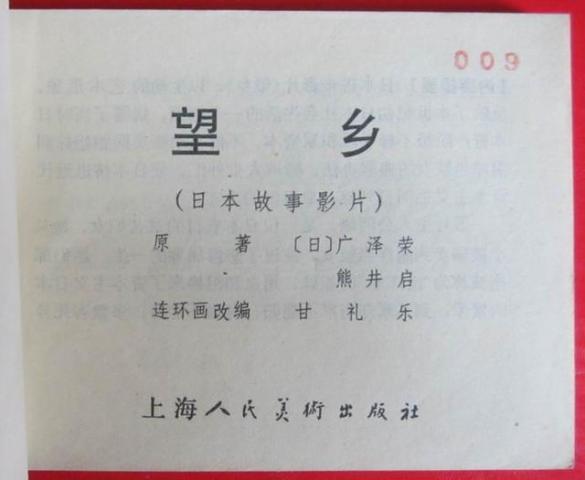 009
望 乡
(日本故事影片)
原 著 〔日〕广泽荣
熊井启
连环画改编 甘礼乐
上海人民美術出版社